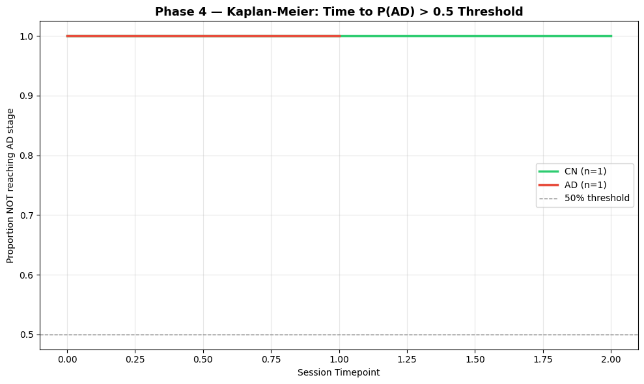 Phase 4 — Kaplan-Meier: Time to P(AD) > 0.5 Threshold
Proportion NOT reaching AD stage
1.0
0.9
0.8
0.7
0.6
0.5
CN (n=1)
AD (n=1)
50% threshold
0.00 0.25 0.50 0.75 1.00 1.25 1.50 1.75 2.00
Session Timepoint